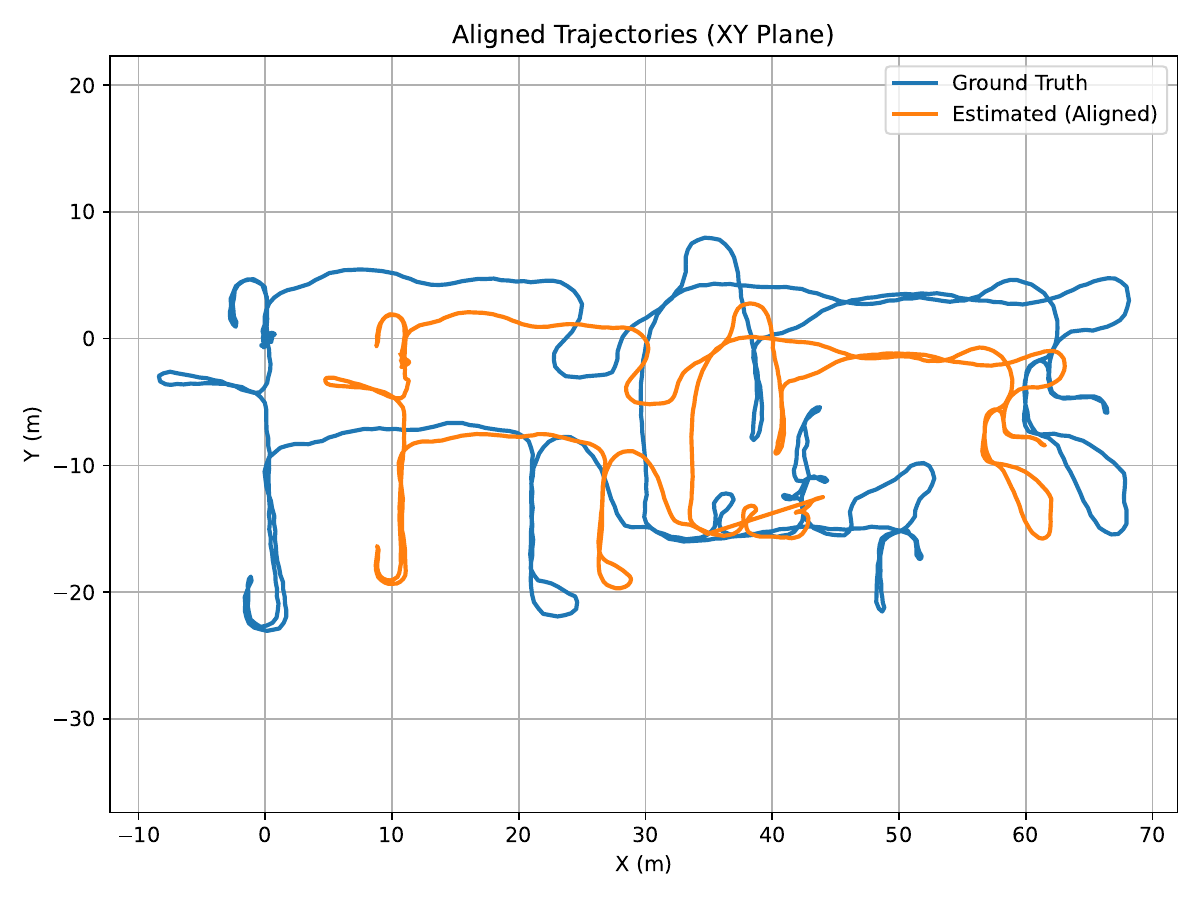 Aligned Trajectories (XY Plane)
Ground Truth
Estimated (Aligned)
Y (m)
20
10
0
−10
−20
−30
−10 0 10 20 30 40 50 60 70
X (m)